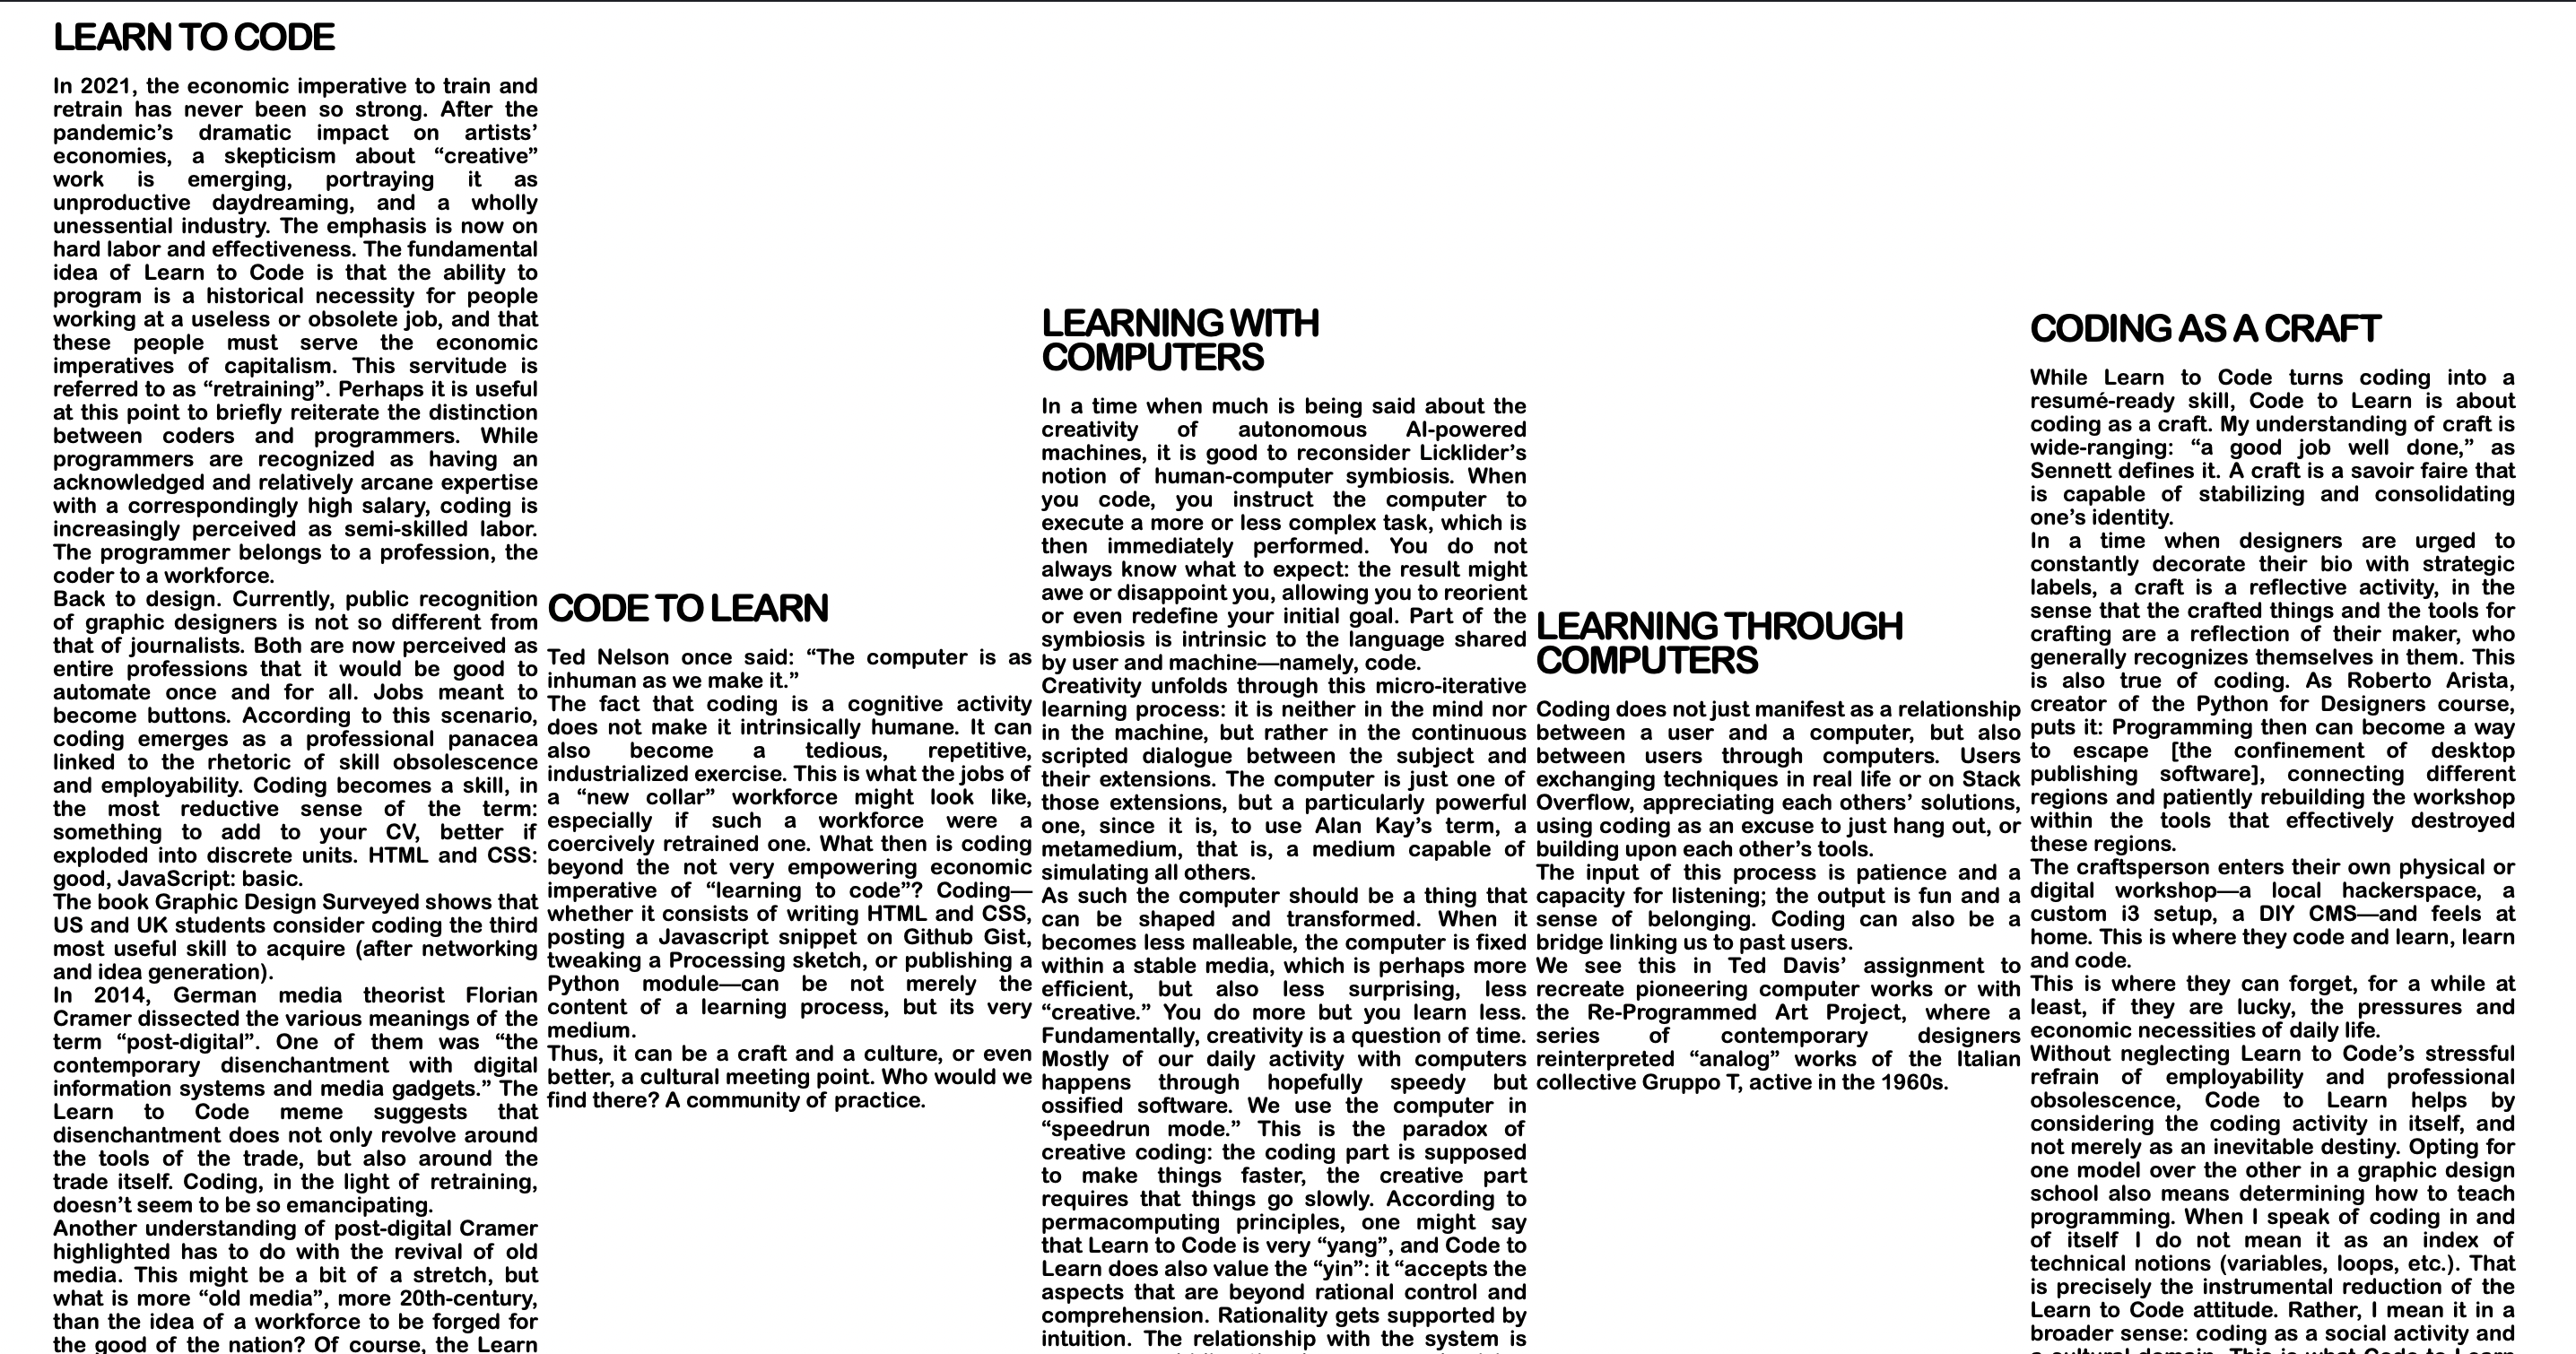 LEARN TO CODE
In 2021, the economic imperative to train and
retrain has never been so strong. After the
pandemic’s dramatic impact on artists’
economies, a skepticism about “creative”
work is emerging, portraying it as
unproductive daydreaming, and a wholly
unessential industry. The emphasis is now on
hard labor and effectiveness. The fundamental
idea of Learn to Code is that the ability to
program is a historical necessity for people
working at a useless or obsolete job, and that
these people must serve the economic
imperatives of capitalism. This servitude is
referred to as “retraining”. Perhaps it is useful
at this point to briefly reiterate the distinction
between coders and programmers. While
programmers are recognized as having an
acknowledged and relatively arcane expertise
with a correspondingly high salary, coding is
increasingly perceived as semi-skilled labor.
The programmer belongs to a profession, the
coder to a workforce.
Back to design. Currently, public recognition
of graphic designers is not so different from
that of journalists. Both are now perceived as
entire professions that it would be good to
automate once and for all. Jobs meant to
become buttons. According to this scenario,
coding emerges as a professional panacea
linked to the rhetoric of skill obsolescence
and employability. Coding becomes a skill, in
the most reductive sense of the term:
something to add to your CV, better if
exploded into discrete units. HTML and CSS:
good, JavaScript: basic.
The book Graphic Design Surveyed shows that
US and UK students consider coding the third
most useful skill to acquire (after networking
and idea generation).
In 2014, German media theorist Florian
Cramer dissected the various meanings of the
term “post-digital”. One of them was “the
contemporary disenchantment with digital
information systems and media gadgets.” The
Learn to Code meme suggests that
disenchantment does not only revolve around
the tools of the trade, but also around the
trade itself. Coding, in the light of retraining,
doesn’t seem to be so emancipating.
Another understanding of post-digital Cramer
highlighted has to do with the revival of old
media. This might be a bit of a stretch, but
what is more “old media”, more 20th-century,
than the idea of a workforce to be forged for
the good of the nation? Of course, the Learn
CODE TO LEARN
Ted Nelson once said: “The computer is as
inhuman as we make it.”
The fact that coding is a cognitive activity
does not make it intrinsically humane. It can
also become a tedious, repetitive,
industrialized exercise. This is what the jobs of
a “new collar” workforce might look like,
especially if such a workforce were a
coercively retrained one. What then is coding
beyond the not very empowering economic
imperative of “learning to code”? Coding—
whether it consists of writing HTML and CSS,
posting a Javascript snippet on Github Gist,
tweaking a Processing sketch, or publishing a
Python module—can be not merely the
content of a learning process, but its very
medium.
Thus, it can be a craft and a culture, or even
better, a cultural meeting point. Who would we
find there? A community of practice.
LEARNING WITH
COMPUTERS
In a time when much is being said about the
creativity of autonomous AI-powered
machines, it is good to reconsider Licklider’s
notion of human-computer symbiosis. When
you code, you instruct the computer to
execute a more or less complex task, which is
then immediately performed. You do not
always know what to expect: the result might
awe or disappoint you, allowing you to reorient
or even redefine your initial goal. Part of the
symbiosis is intrinsic to the language shared
by user and machine—namely, code.
Creativity unfolds through this micro-iterative
learning process: it is neither in the mind nor
in the machine, but rather in the continuous
scripted dialogue between the subject and
their extensions. The computer is just one of
those extensions, but a particularly powerful
one, since it is, to use Alan Kay’s term, a
metamedium, that is, a medium capable of
simulating all others.
As such the computer should be a thing that
can be shaped and transformed. When it
becomes less malleable, the computer is fixed
within a stable media, which is perhaps more
efficient, but also less surprising, less
“creative.” You do more but you learn less.
Fundamentally, creativity is a question of time.
Mostly of our daily activity with computers
happens through hopefully speedy but
ossified software. We use the computer in
“speedrun mode.” This is the paradox of
creative coding: the coding part is supposed
to make things faster, the creative part
requires that things go slowly. According to
permacomputing principles, one might say
that Learn to Code is very “yang”, and Code to
Learn does also value the “yin”: it “accepts the
aspects that are beyond rational control and
comprehension. Rationality gets supported by
intuition. The relationship with the system is
LEARNING THROUGH
COMPUTERS
Coding does not just manifest as a relationship
between a user and a computer, but also
between users through computers. Users
exchanging techniques in real life or on Stack
Overflow, appreciating each others’ solutions,
using coding as an excuse to just hang out, or
building upon each other’s tools.
The input of this process is patience and a
capacity for listening; the output is fun and a
sense of belonging. Coding can also be a
bridge linking us to past users.
We see this in Ted Davis’ assignment to
recreate pioneering computer works or with
the Re-Programmed Art Project, where a
series of contemporary designers
reinterpreted “analog” works of the Italian
collective Gruppo T, active in the 1960s.
CODING AS A CRAFT
While Learn to Code turns coding into a
resumé-ready skill, Code to Learn is about
coding as a craft. My understanding of craft is
wide-ranging: “a good job well done,” as
Sennett defines it. A craft is a savoir faire that
is capable of stabilizing and consolidating
one’s identity.
In a time when designers are urged to
constantly decorate their bio with strategic
labels, a craft is a reflective activity, in the
sense that the crafted things and the tools for
crafting are a reflection of their maker, who
generally recognizes themselves in them. This
is also true of coding. As Roberto Arista,
creator of the Python for Designers course,
puts it: Programming then can become a way
to escape [the confinement of desktop
publishing software], connecting different
regions and patiently rebuilding the workshop
within the tools that effectively destroyed
these regions.
The craftsperson enters their own physical or
digital workshop—a local hackerspace, a
custom i3 setup, a DIY CMS—and feels at
home. This is where they code and learn, learn
and code.
This is where they can forget, for a while at
least, if they are lucky, the pressures and
economic necessities of daily life.
Without neglecting Learn to Code’s stressful
refrain of employability and professional
obsolescence, Code to Learn helps by
considering the coding activity in itself, and
not merely as an inevitable destiny. Opting for
one model over the other in a graphic design
school also means determining how to teach
programming. When I speak of coding in and
of itself I do not mean it as an index of
technical notions (variables, loops, etc.). That
is precisely the instrumental reduction of the
Learn to Code attitude. Rather, I mean it in a
broader sense: coding as a social activity and
a cultural domain. This is what Code to Learn